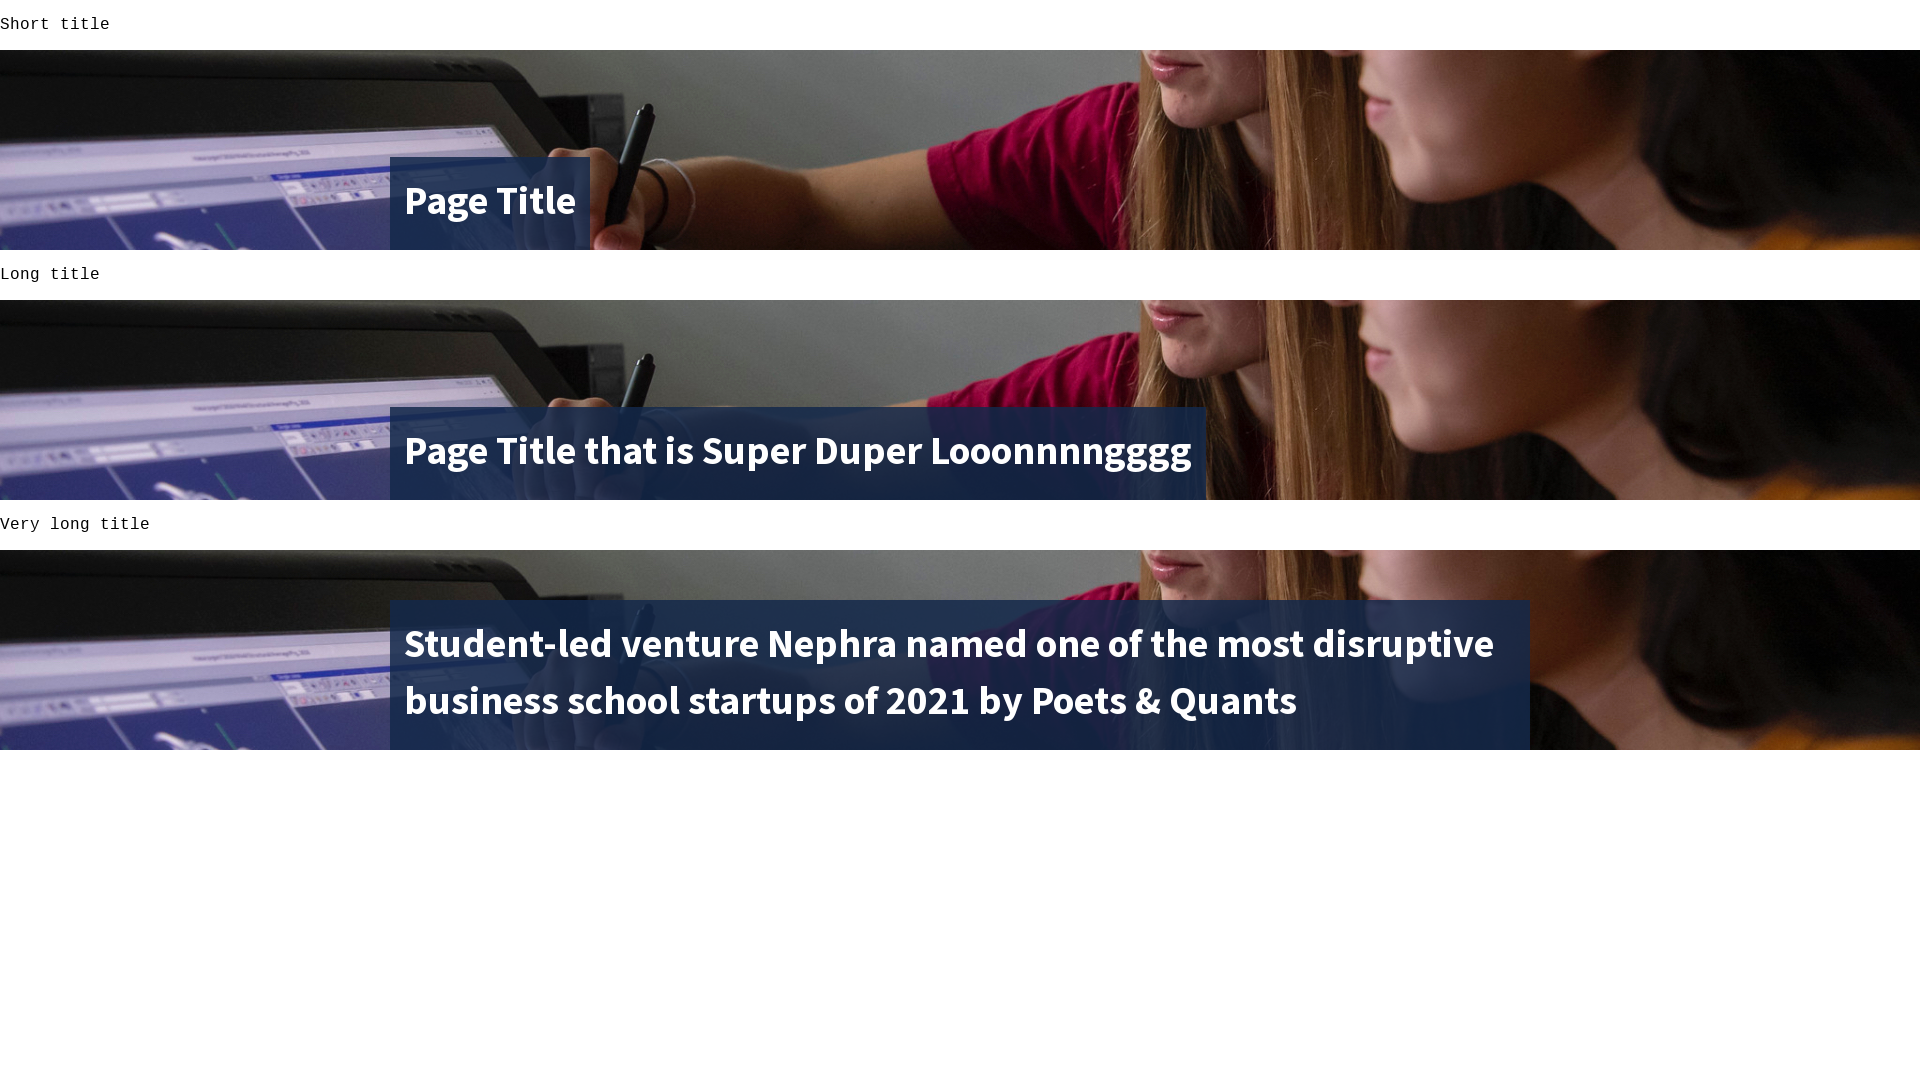 Short title
Page Title
Long title
Page Title that is Super Duper Looonnnngggg
Very long title
Student-led venture Nephra named one of the most disruptive
business school startups of 2021 by Poets & Quants